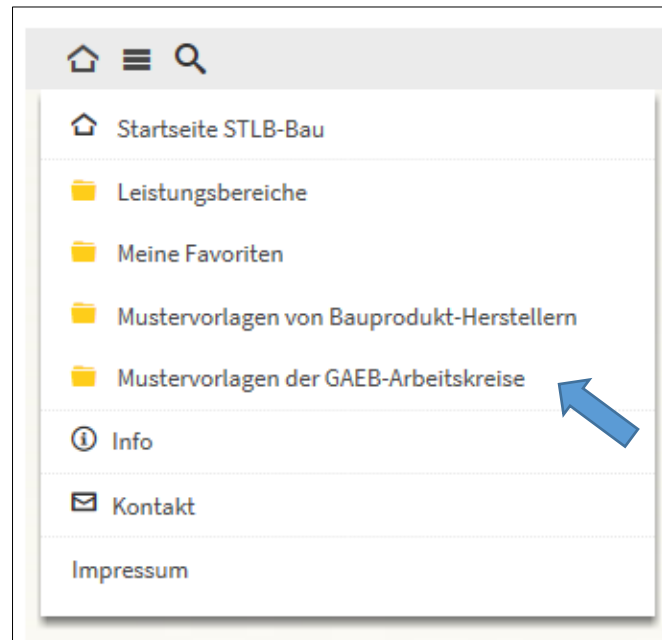 Startseite STLB-Bau
Leistungsbereiche
Meine Favoriten
Mustervorlagen von Bauprodukt-Herstellern
Mustervorlagen der GAEB-Arbeitskreise
Info
Kontakt
Impressum